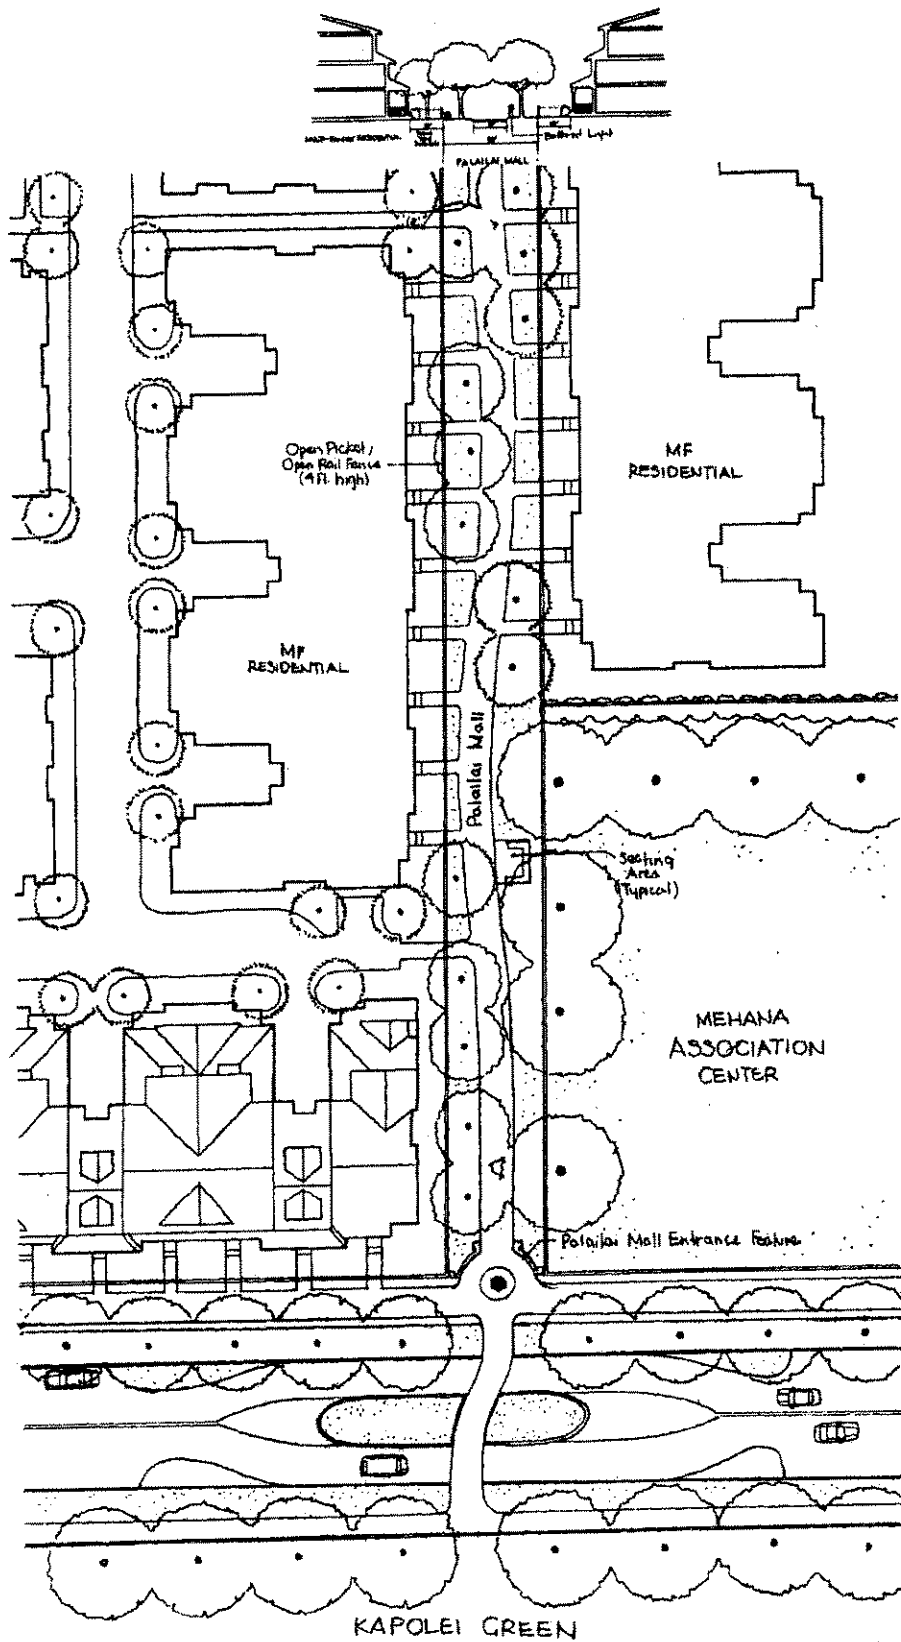 Bollard Light
PALAILAI MALL
Open Picket /
Open Rail Fence
(4 ft. high)
MF
RESIDENTIAL
MF
RESIDENTIAL
Palailai Mall
Seating
Area
(Typical)
MEHANA
ASSOCIATION
CENTER
Palailai Mall Entrance Feature
KAPOLEI GREEN